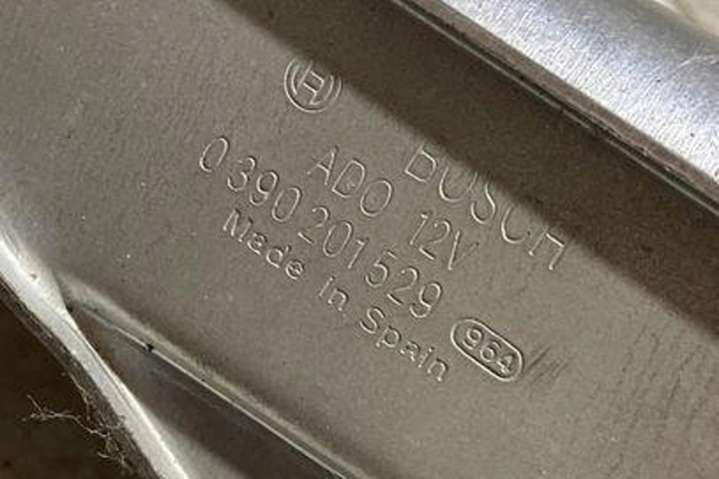 BOSCH
ADO 12V
0 390 201 529
Made in Spain
964